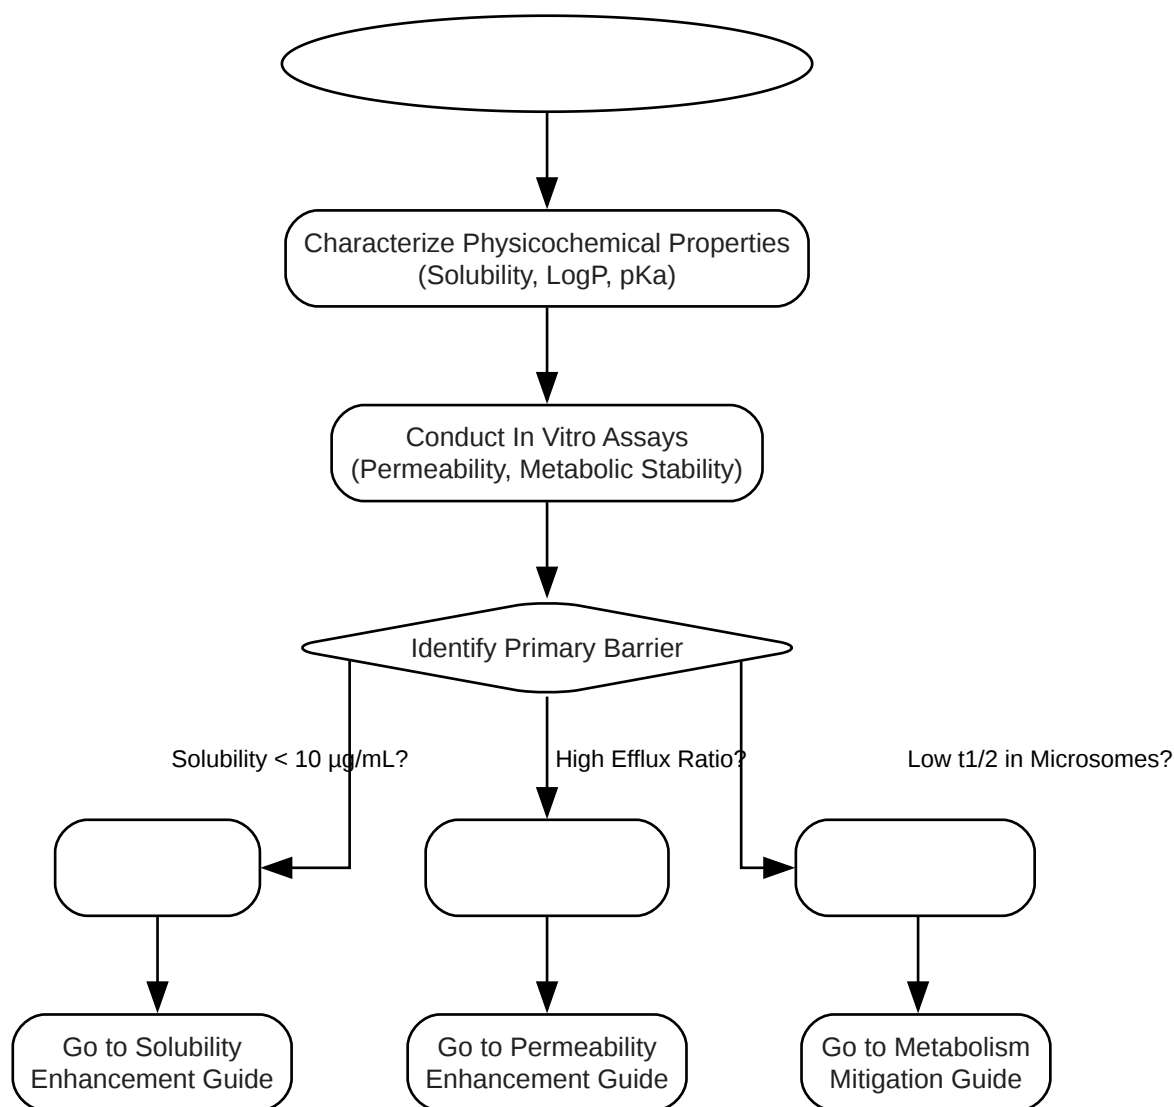 Characterize Physicochemical Properties
(Solubility, LogP, pKa)
Conduct In Vitro Assays
(Permeability, Metabolic Stability)
Identify Primary Barrier
Solubility < 10 µg/mL?
High Efflux Ratio?
Low t1/2 in Microsomes?
Go to Solubility
Enhancement Guide
Go to Permeability
Enhancement Guide
Go to Metabolism
Mitigation Guide